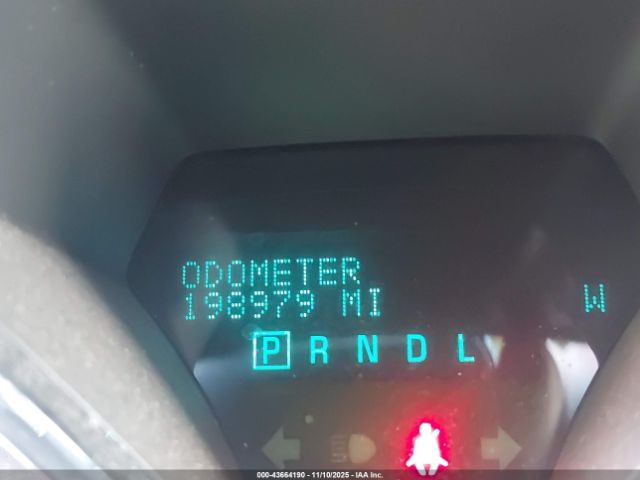 ODOMETER
198979 MI W
P R N D L
000-43664190 - 11/10/2025 - IAA Inc.